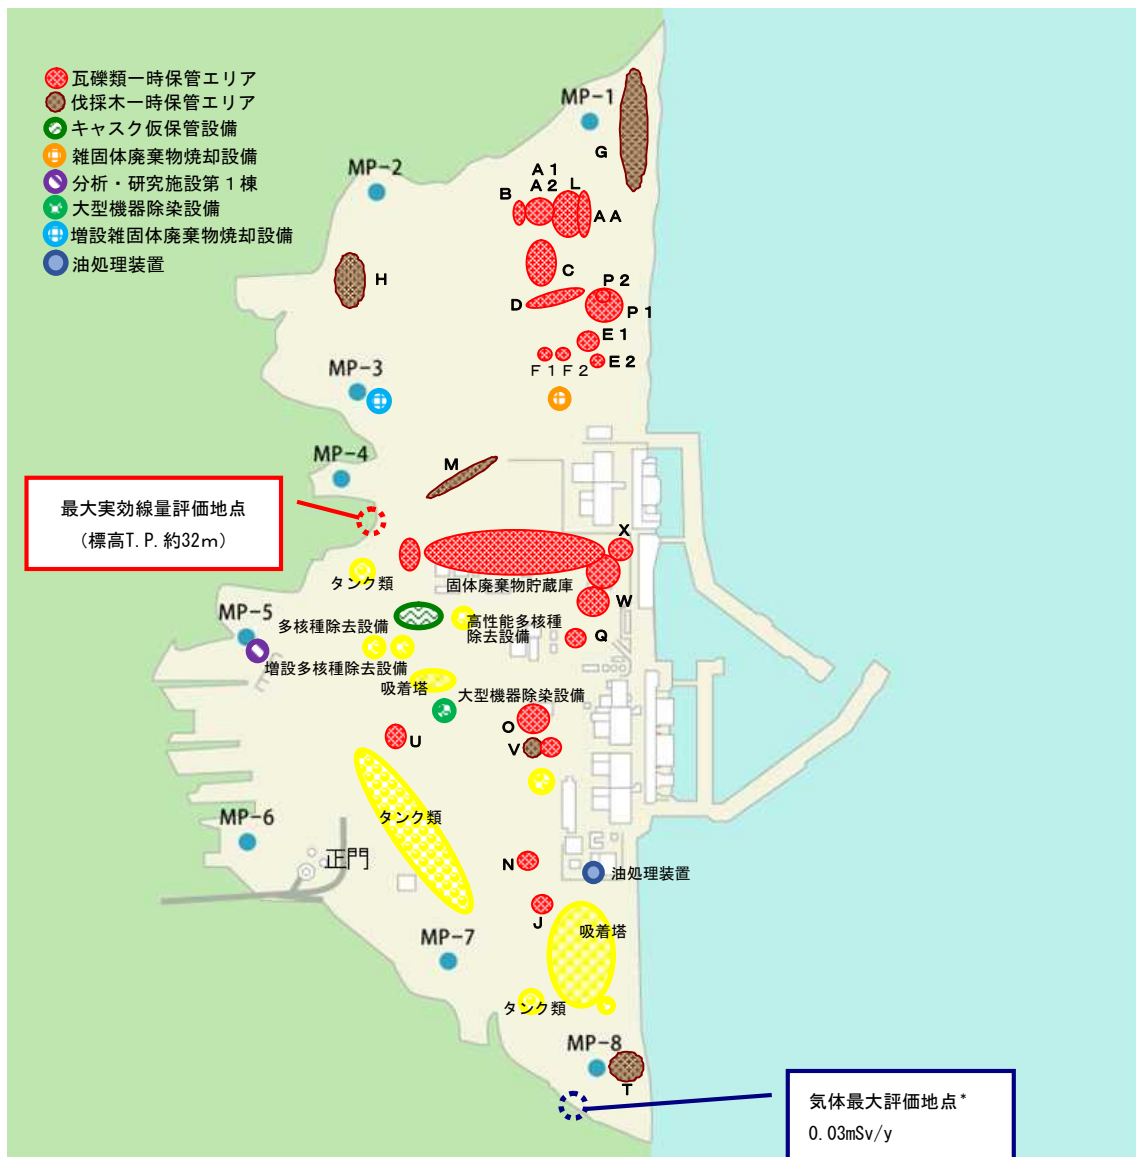 瓦礫類一時保管エリア
伐採木一時保管エリア
キャスク仮保管設備
雑固体廃棄物焼却設備
分析・研究施設第1棟
大型機器除染設備
増設雑固体廃棄物焼却設備
油処理装置
MP-1
G
MP-2
A1
A2
L
B
AA
H
C
P2
D
P1
E1
F1
F2
E2
MP-3
MP-4
M
最大実効線量評価地点
(標高T.P.約32m)
X
タンク類
固体廃棄物貯蔵庫
W
MP-5
多核種除去設備
高性能多核種
除去設備
Q
増設多核種除去設備
吸着塔
大型機器除染設備
O
U
V
タンク類
MP-6
正門
N
油処理装置
J
吸着塔
MP-7
タンク類
MP-8
T
気体最大評価地点*
0.03mSv/y